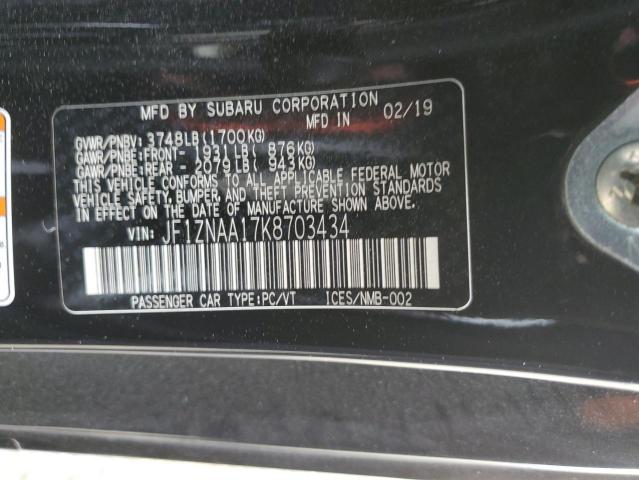 MFD BY SUBARU CORPORATION
MFD IN 02/19
GVWR/PNBV: 3748LB(1700KG)
GAWR/PNBE:FRONT- 1931LB( 876KG)
GAWR/PNBE:REAR - 2079LB( 943KG)
THIS VEHICLE CONFORMS TO ALL APPLICABLE FEDERAL MOTOR
VEHICLE SAFETY, BUMPER, AND THEFT PREVENTION STANDARDS
IN EFFECT ON THE DATE OF MANUFACTURE SHOWN ABOVE.
VIN: JF1ZNAA17K8703434
PASSENGER CAR TYPE:PC/VT ICES/NMB-002